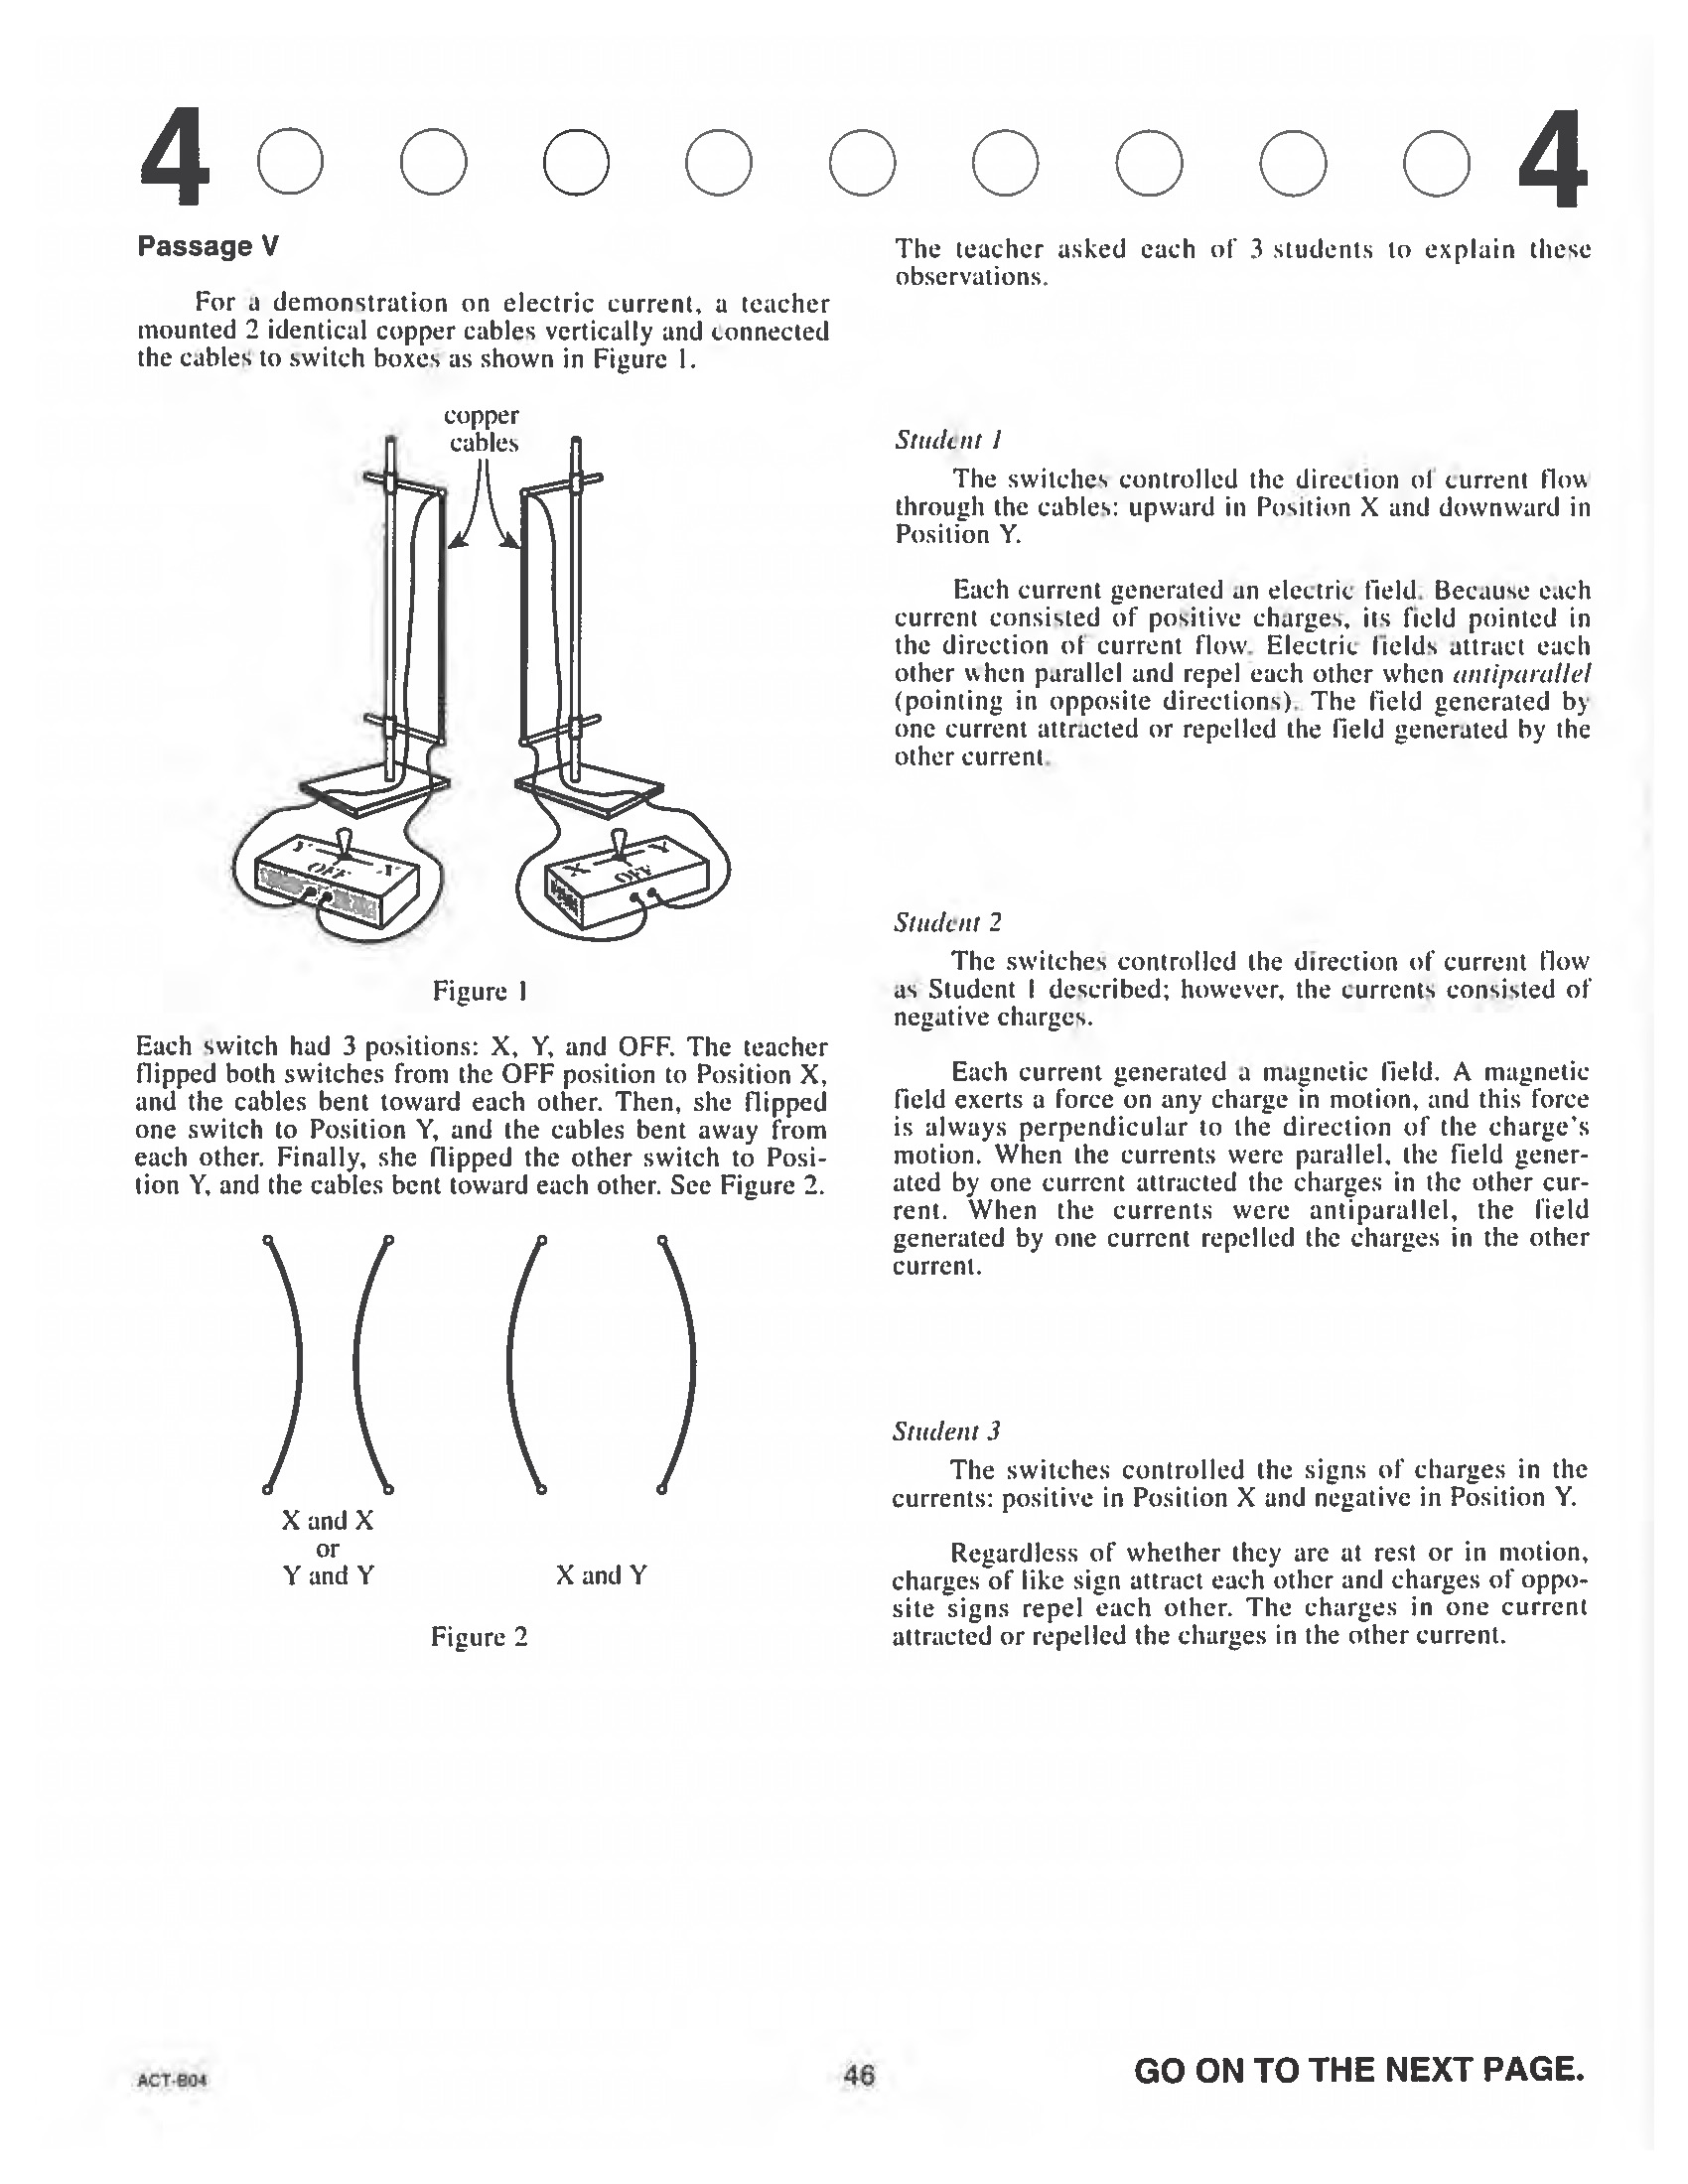 4 4
Passage V
For a demonstration on electric current, a teacher
mounted 2 identical copper cables vertically and connected
the cables to switch boxes as shown in Figure 1.
copper
cables
Y X
OFF
X Y
OFF
Figure 1
Each switch had 3 positions: X, Y, and OFF. The teacher
flipped both switches from the OFF position to Position X,
and the cables bent toward each other. Then, she flipped
one switch to Position Y, and the cables bent away from
each other. Finally, she flipped the other switch to Posi-
tion Y, and the cables bent toward each other. See Figure 2.
X and X
or
Y and Y
X and Y
Figure 2
The teacher asked each of 3 students to explain these
observations.
Student 1
The switches controlled the direction of current flow
through the cables: upward in Position X and downward in
Position Y.
Each current generated an electric field. Because each
current consisted of positive charges, its field pointed in
the direction of current flow. Electric fields attract each
other when parallel and repel each other when antiparallel
(pointing in opposite directions). The field generated by
one current attracted or repelled the field generated by the
other current.
Student 2
The switches controlled the direction of current flow
as Student 1 described; however, the currents consisted of
negative charges.
Each current generated a magnetic field. A magnetic
field exerts a force on any charge in motion, and this force
is always perpendicular to the direction of the charge's
motion. When the currents were parallel, the field gener-
ated by one current attracted the charges in the other cur-
rent. When the currents were antiparallel, the field
generated by one current repelled the charges in the other
current.
Student 3
The switches controlled the signs of charges in the
currents: positive in Position X and negative in Position Y.
Regardless of whether they are at rest or in motion,
charges of like sign attract each other and charges of oppo-
site signs repel each other. The charges in one current
attracted or repelled the charges in the other current.
ACT-B04
46
GO ON TO THE NEXT PAGE.